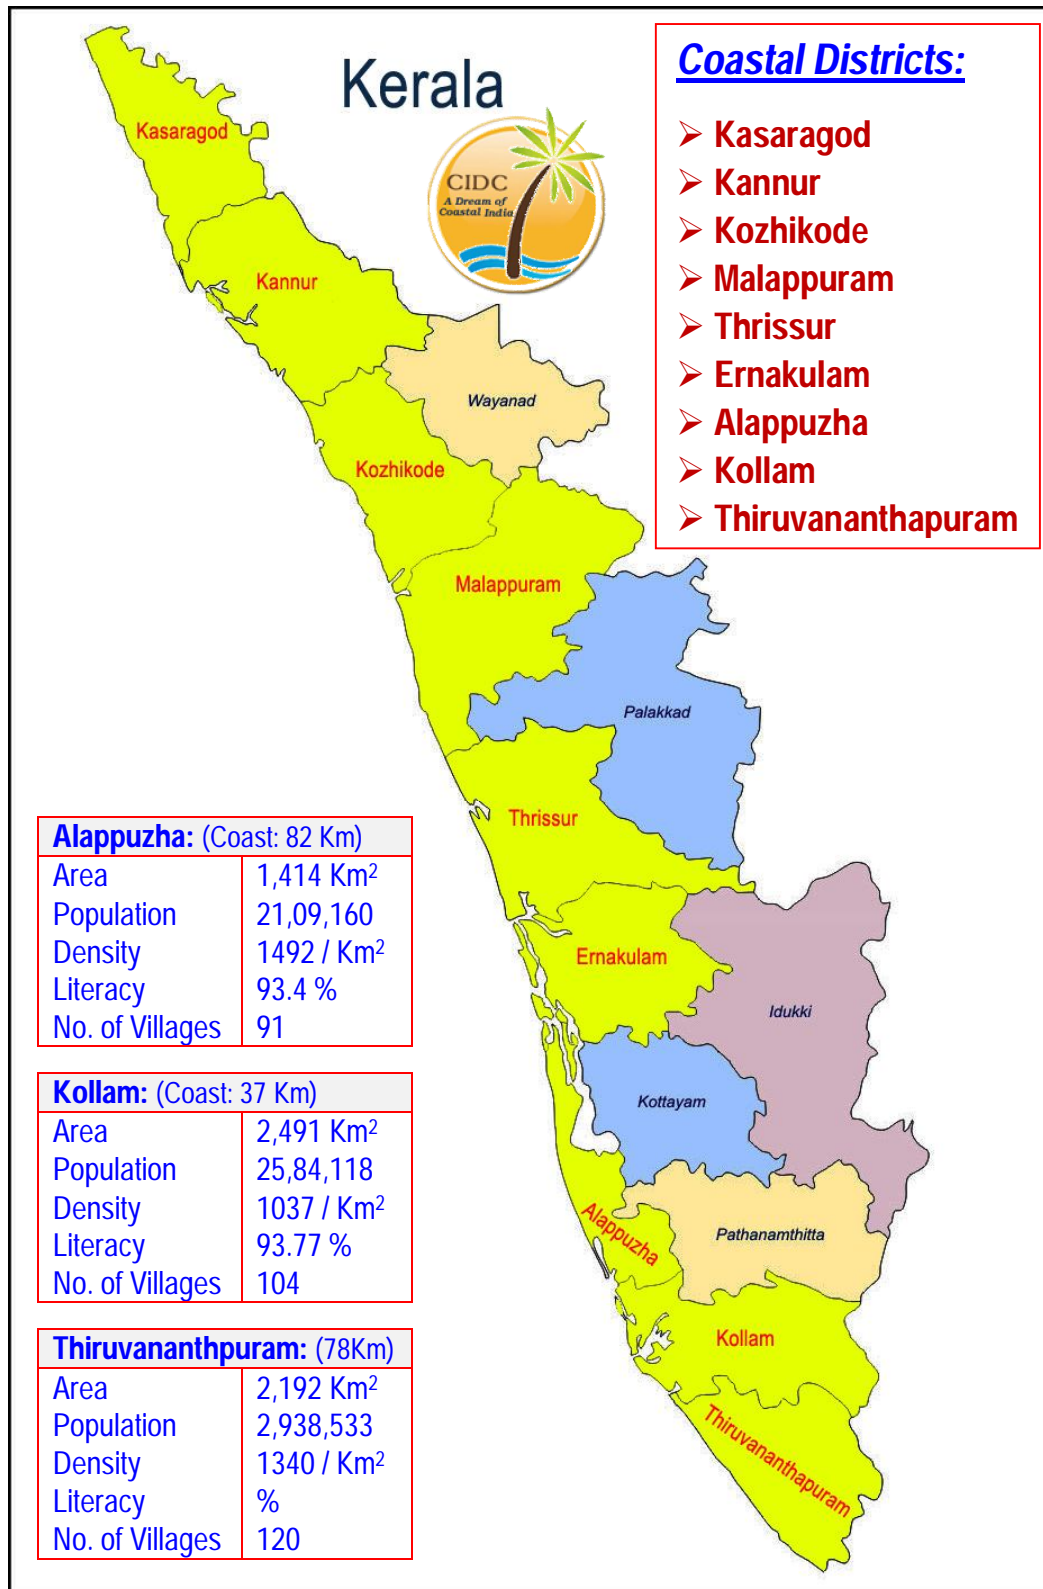 Kerala
CIDC
A Dream of
Coastal India
Coastal Districts:
➢ Kasaragod
➢ Kannur
➢ Kozhikode
➢ Malappuram
➢ Thrissur
➢ Ernakulam
➢ Alappuzha
➢ Kollam
➢ Thiruvananthapuram
Kasaragod
Kannur
Wayanad
Kozhikode
Malappuram
Palakkad
Thrissur
Ernakulam
Idukki
Kottayam
Alappuzha
Pathanamthitta
Kollam
Thiruvananthapuram
Alappuzha: (Coast: 82 Km)
Area 1,414 Km²
Population 21,09,160
Density 1492 / Km²
Literacy 93.4 %
No. of Villages 91
Kollam: (Coast: 37 Km)
Area 2,491 Km²
Population 25,84,118
Density 1037 / Km²
Literacy 93.77 %
No. of Villages 104
Thiruvananthpuram: (78Km)
Area 2,192 Km²
Population 2,938,533
Density 1340 / Km²
Literacy %
No. of Villages 120